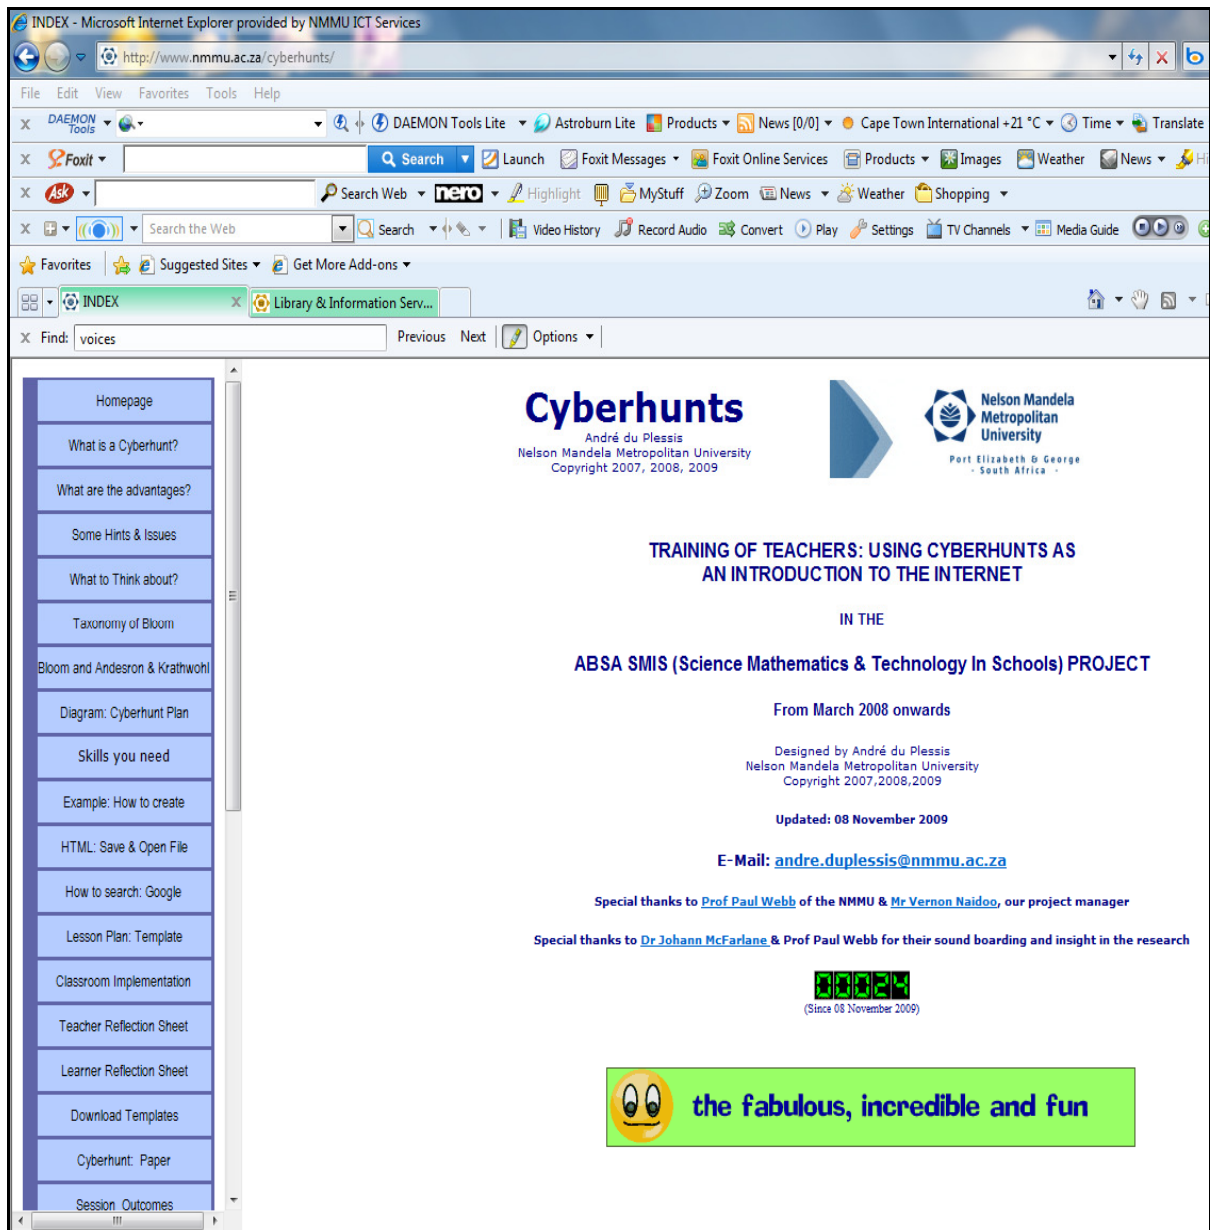 INDEX - Microsoft Internet Explorer provided by NMMU ICT Services
http://www.nmmu.ac.za/cyberhunts/
File Edit View Favorites Tools Help
x DAEMON Tools DAEMON Tools Lite Astroburn Lite Products News [0/0] Cape Town International +21 °C Time Translate
x Foxit Search Launch Foxit Messages Foxit Online Services Products Images Weather News Hi
x Ask Search Web nero Highlight MyStuff Zoom News Weather Shopping
x Search the Web Search Video History Record Audio Convert Play Settings TV Channels Media Guide
Favorites Suggested Sites Get More Add-ons
INDEX x Library & Information Serv...
x Find: voices Previous Next Options
Homepage
What is a Cyberhunt?
What are the advantages?
Some Hints & Issues
What to Think about?
Taxonomy of Bloom
Bloom and Andesron & Krathwohl
Diagram: Cyberhunt Plan
Skills you need
Example: How to create
HTML: Save & Open File
How to search: Google
Lesson Plan: Template
Classroom Implementation
Teacher Reflection Sheet
Learner Reflection Sheet
Download Templates
Cyberhunt: Paper
Session Outcomes
Cyberhunts
André du Plessis
Nelson Mandela Metropolitan University
Copyright 2007, 2008, 2009
Nelson Mandela
Metropolitan
University
Port Elizabeth & George
- South Africa -
TRAINING OF TEACHERS: USING CYBERHUNTS AS
AN INTRODUCTION TO THE INTERNET
IN THE
ABSA SMIS (Science Mathematics & Technology In Schools) PROJECT
From March 2008 onwards
Designed by André du Plessis
Nelson Mandela Metropolitan University
Copyright 2007,2008,2009
Updated: 08 November 2009
E-Mail: andre.duplessis@nmmu.ac.za
Special thanks to Prof Paul Webb of the NMMU & Mr Vernon Naidoo, our project manager
Special thanks to Dr Johann McFarlane & Prof Paul Webb for their sound boarding and insight in the research
00024
(Since 08 November 2009)
the fabulous, incredible and fun